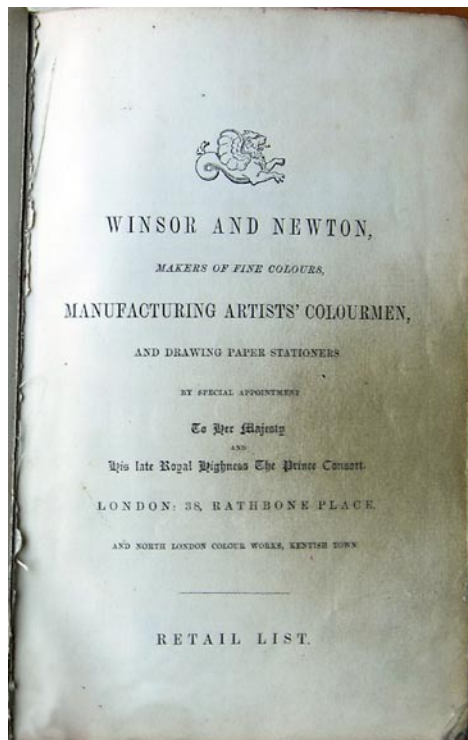 WINSOR AND NEWTON,
MAKERS OF FINE COLOURS,
MANUFACTURING ARTISTS' COLOURMEN,
AND DRAWING PAPER STATIONERS
BY SPECIAL APPOINTMENT
To Her Majesty
AND
His late Royal Highness The Prince Consort.
LONDON: 38, RATHBONE PLACE,
AND NORTH LONDON COLOUR WORKS, KENTISH TOWN
RETAIL LIST.